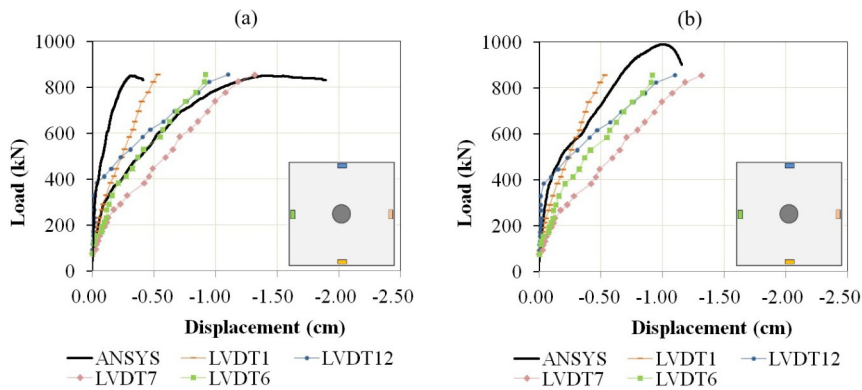 (a)
1000
800
600
400
200
0
Load (kN)
0.00 -0.50 -1.00 -1.50 -2.00 -2.50
Displacement (cm)
ANSYS LVDT1 LVDT12
LVDT7 LVDT6
(b)
1000
800
600
400
200
0
Load (kN)
0.00 -0.50 -1.00 -1.50 -2.00 -2.50
Displacement (cm)
ANSYS LVDT1 LVDT12
LVDT7 LVDT6